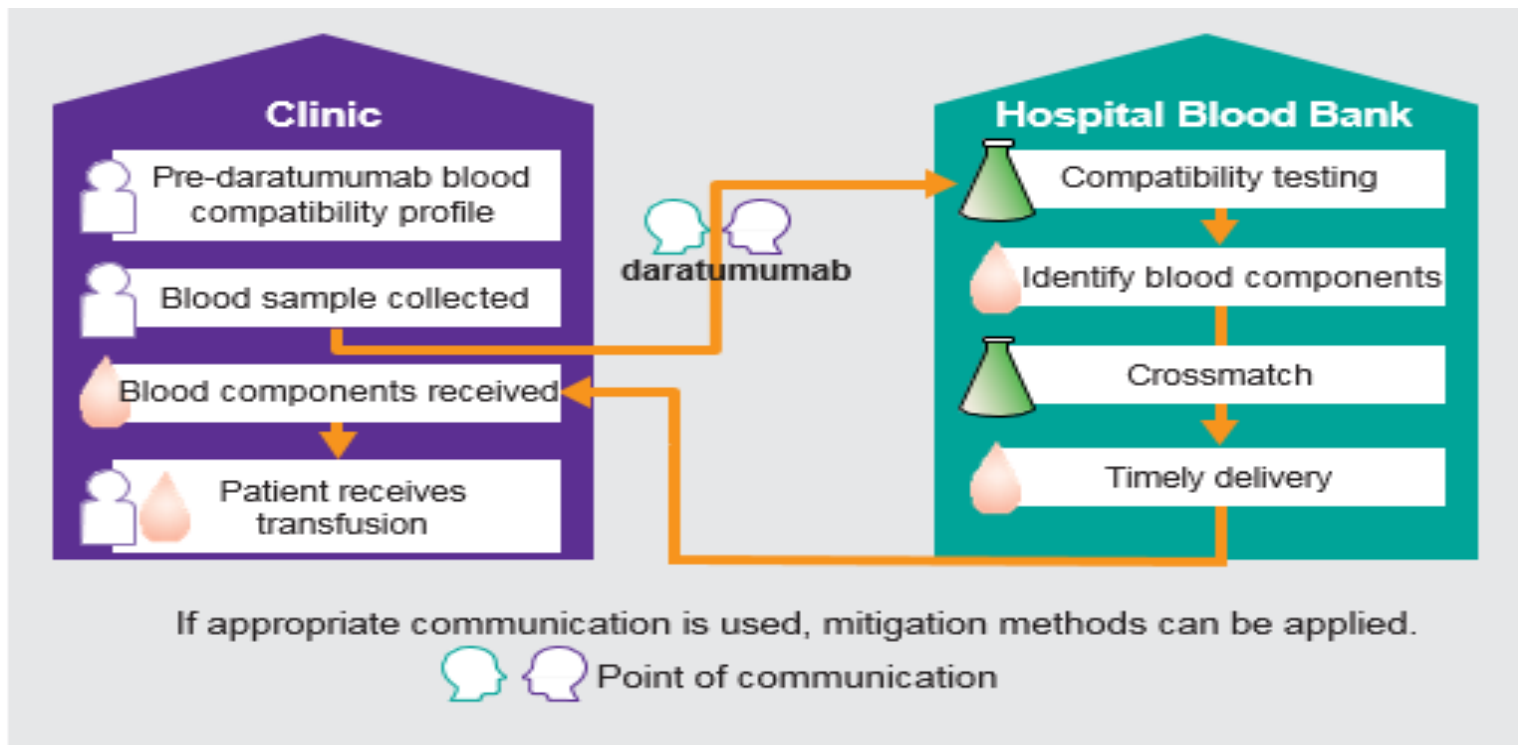 Clinic
Pre-daratumumab blood
compatibility profile
Blood sample collected
Blood components received
Patient receives
transfusion
daratumumab
Hospital Blood Bank
Compatibility testing
Identify blood components
Crossmatch
Timely delivery
If appropriate communication is used, mitigation methods can be applied.
Point of communication